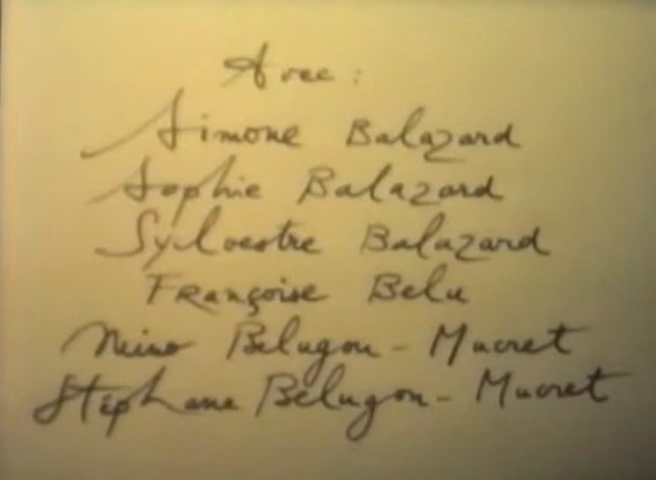 Avec :
Simone Balazard
Sophie Balazard
Sylvestre Balazard
Françoise Belu
Nino Belugou - Mucret
Stéphane Belugou - Mucret